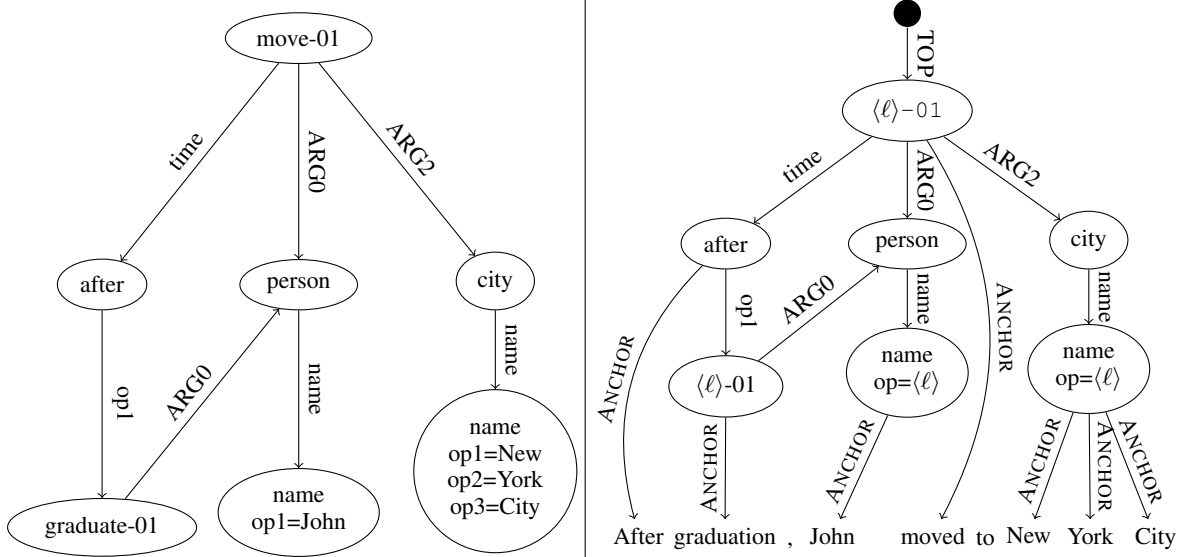 move-01
time
ARG0
ARG2
after
person
city
op1
ARG0
name
name
graduate-01
name
op1=John
name
op1=New
op2=York
op3=City
TOP
⟨ℓ⟩-01
time
ARG0
ARG2
after
person
city
ANCHOR
op1
ARG0
name
ANCHOR
name
⟨ℓ⟩-01
name
op=⟨ℓ⟩
name
op=⟨ℓ⟩
ANCHOR
ANCHOR
ANCHOR
ANCHOR
ANCHOR
After graduation , John moved to New York City